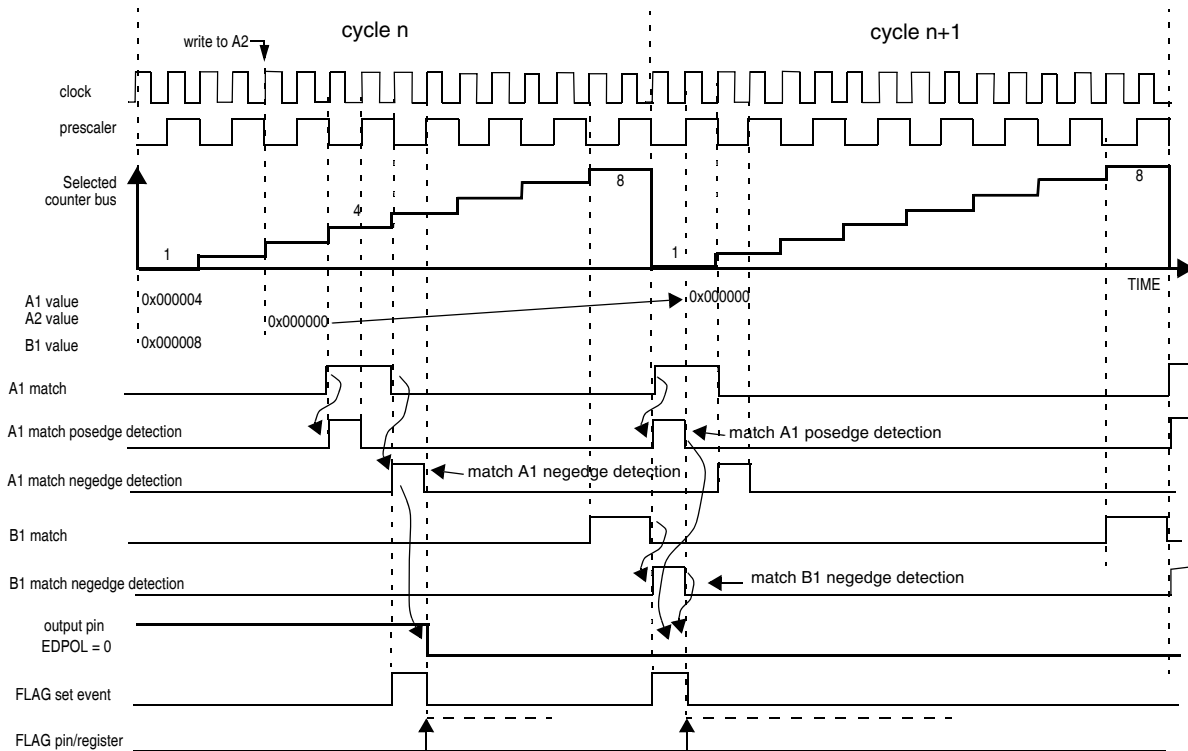 cycle n
cycle n+1
write to A2
clock
prescaler
Selected
counter bus
1
4
8
1
8
TIME
A1 value
0x000004
0x000000
A2 value
0x000000
B1 value
0x000008
A1 match
A1 match posedge detection
match A1 posedge detection
A1 match negedge detection
match A1 negedge detection
B1 match
B1 match negedge detection
match B1 negedge detection
output pin
EDPOL = 0
FLAG set event
FLAG pin/register